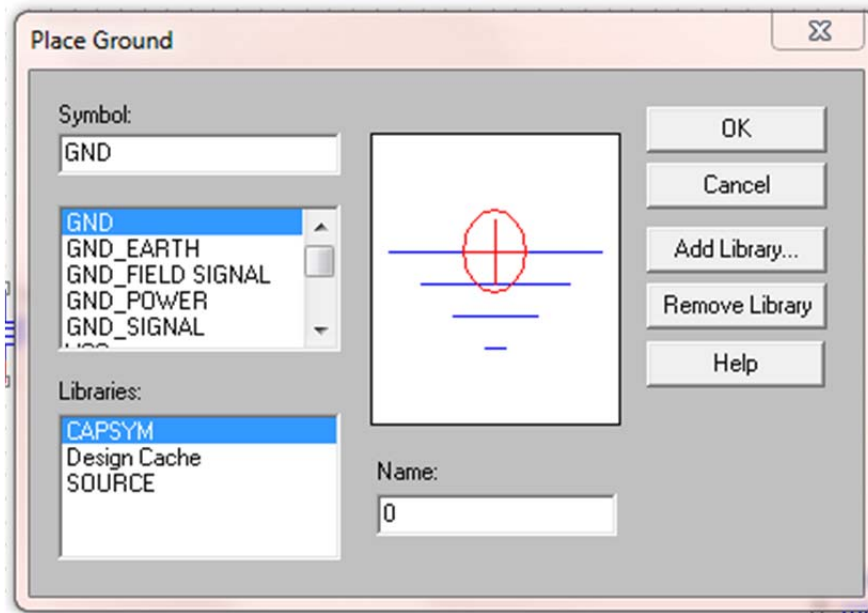 Place Ground
Symbol:
GND
GND
GND_EARTH
GND_FIELD SIGNAL
GND_POWER
GND_SIGNAL
Libraries:
CAPSYM
Design Cache
SOURCE
Name:
0
OK
Cancel
Add Library...
Remove Library
Help